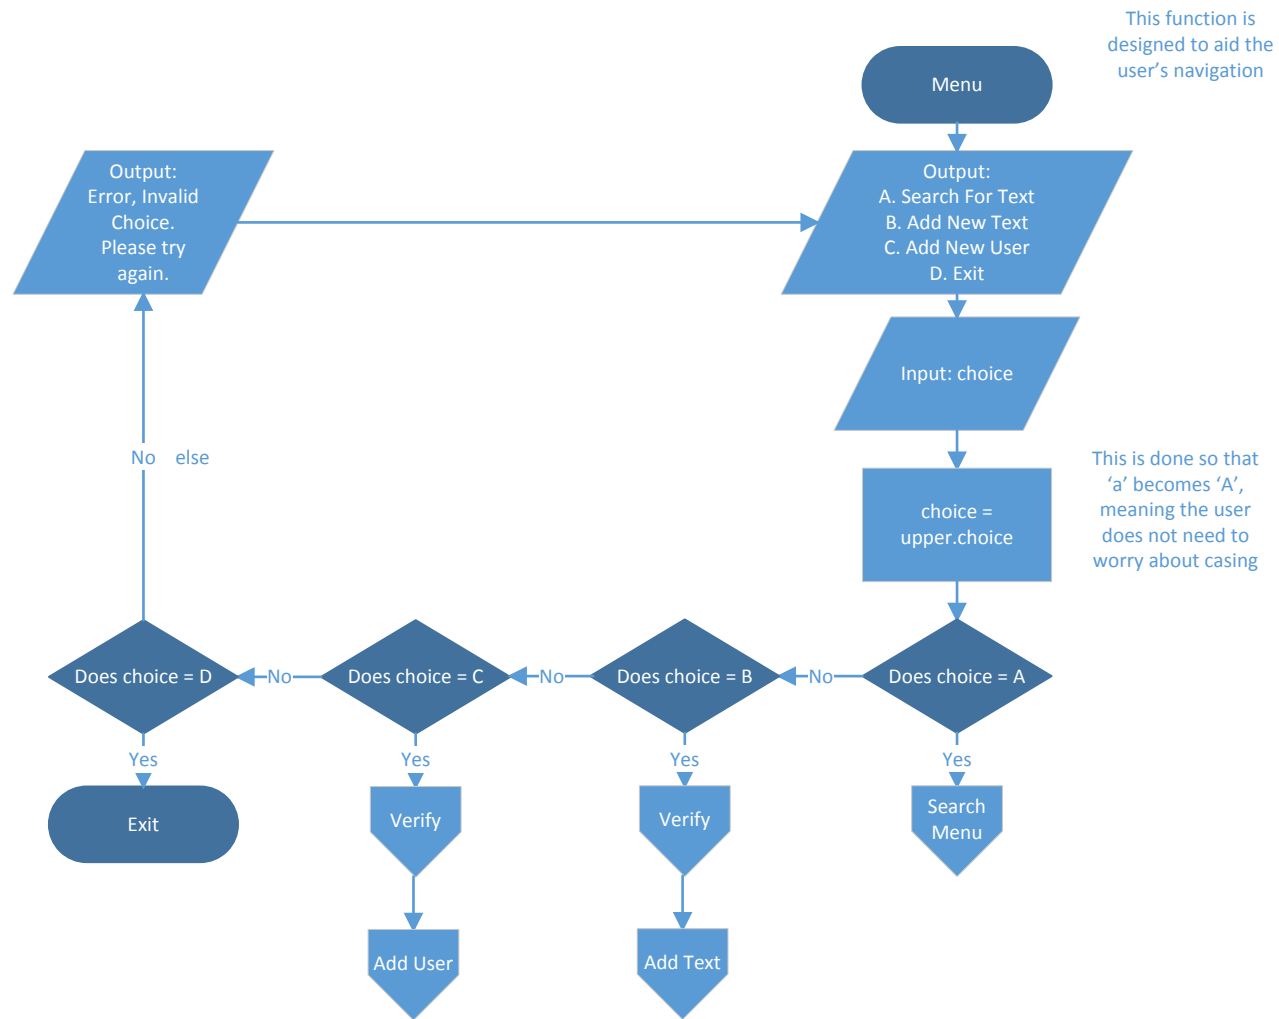 This function is
designed to aid the
user's navigation
Menu
Output:
Error, Invalid
Choice.
Please try
again.
Output:
A. Search For Text
B. Add New Text
C. Add New User
D. Exit
Input: choice
No else
This is done so that
‘a’ becomes ‘A’,
meaning the user
does not need to
worry about casing
choice =
upper.choice
Does choice = D
No
Does choice = C
No
Does choice = B
No
Does choice = A
Yes
Yes
Yes
Yes
Exit
Verify
Verify
Search
Menu
Add User
Add Text